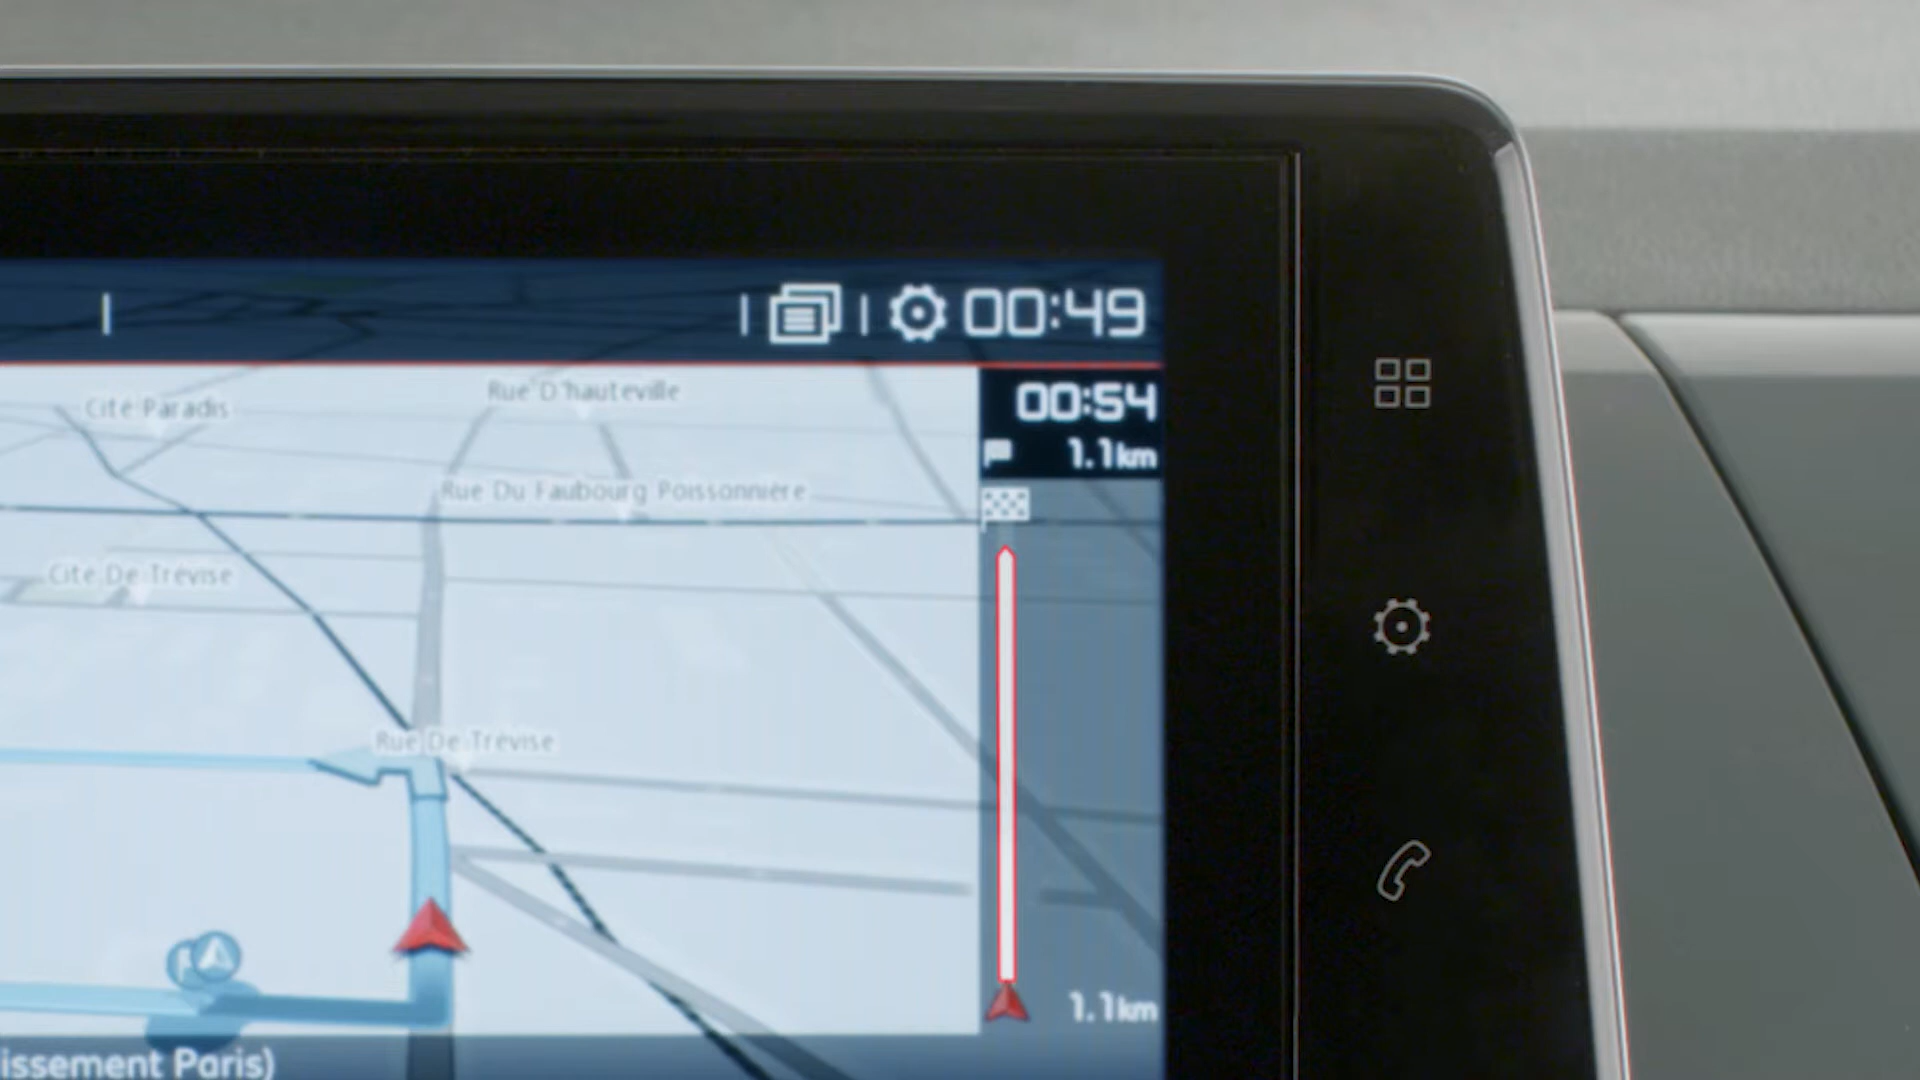 00:49
00:54
1.1km
Cité Paradis
Rue D'hauteville
Rue Du Faubourg Poissonnière
Cité De Trévise
Rue De Trévise
1.1km
issement Paris)